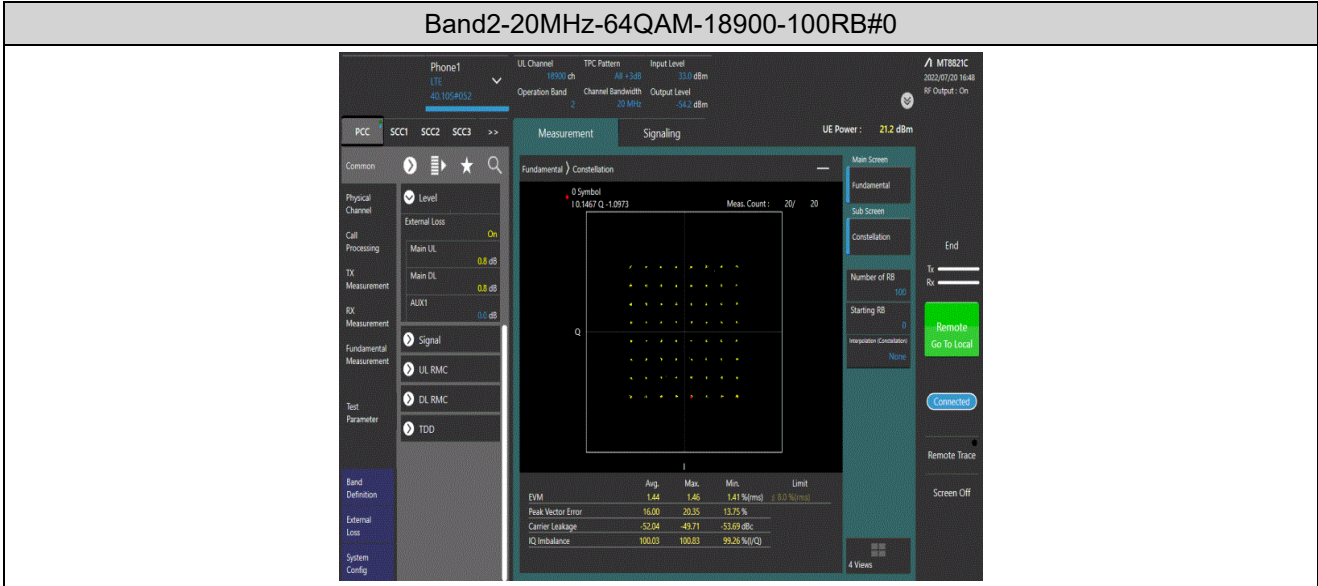 Band2-20MHz-64QAM-18900-100RB#0
Phone1
LTE
40.105#052
UL Channel TPC Pattern Input Level
18900 ch All +3dB 33.0 dBm
Operation Band Channel Bandwidth Output Level
2 20 MHz -54.2 dBm
MT8821C
2022/07/20 16:48
RF Output : On
PCC SCC1 SCC2 SCC3 >>
Measurement Signaling
UE Power : 21.2 dBm
Common
Physical
Channel
Call
Processing
TX
Measurement
RX
Measurement
Fundamental
Measurement
Test
Parameter
Band
Definition
External
Loss
System
Config
Level
External Loss
On
Main UL
0.8 dB
Main DL
0.8 dB
AUX1
0.0 dB
Signal
UL RMC
DL RMC
TDD
Fundamental 〉 Constellation
0 Symbol
I 0.1467 Q -1.0973 Meas. Count : 20/ 20
Q
I
Avg. Max. Min. Limit
EVM 1.44 1.46 1.41 %(rms) ≤ 8.0 %(rms)
Peak Vector Error 16.00 20.35 13.75 %
Carrier Leakage -52.04 -49.71 -53.69 dBc
IQ Imbalance 100.03 100.83 99.26 %(I/Q)
Main Screen
Fundamental
Sub Screen
Constellation
Number of RB
100
Starting RB
0
Interpolation (Constellation)
None
4 Views
End
Tx
Rx
Remote
Go To Local
Connected
Remote Trace
Screen Off